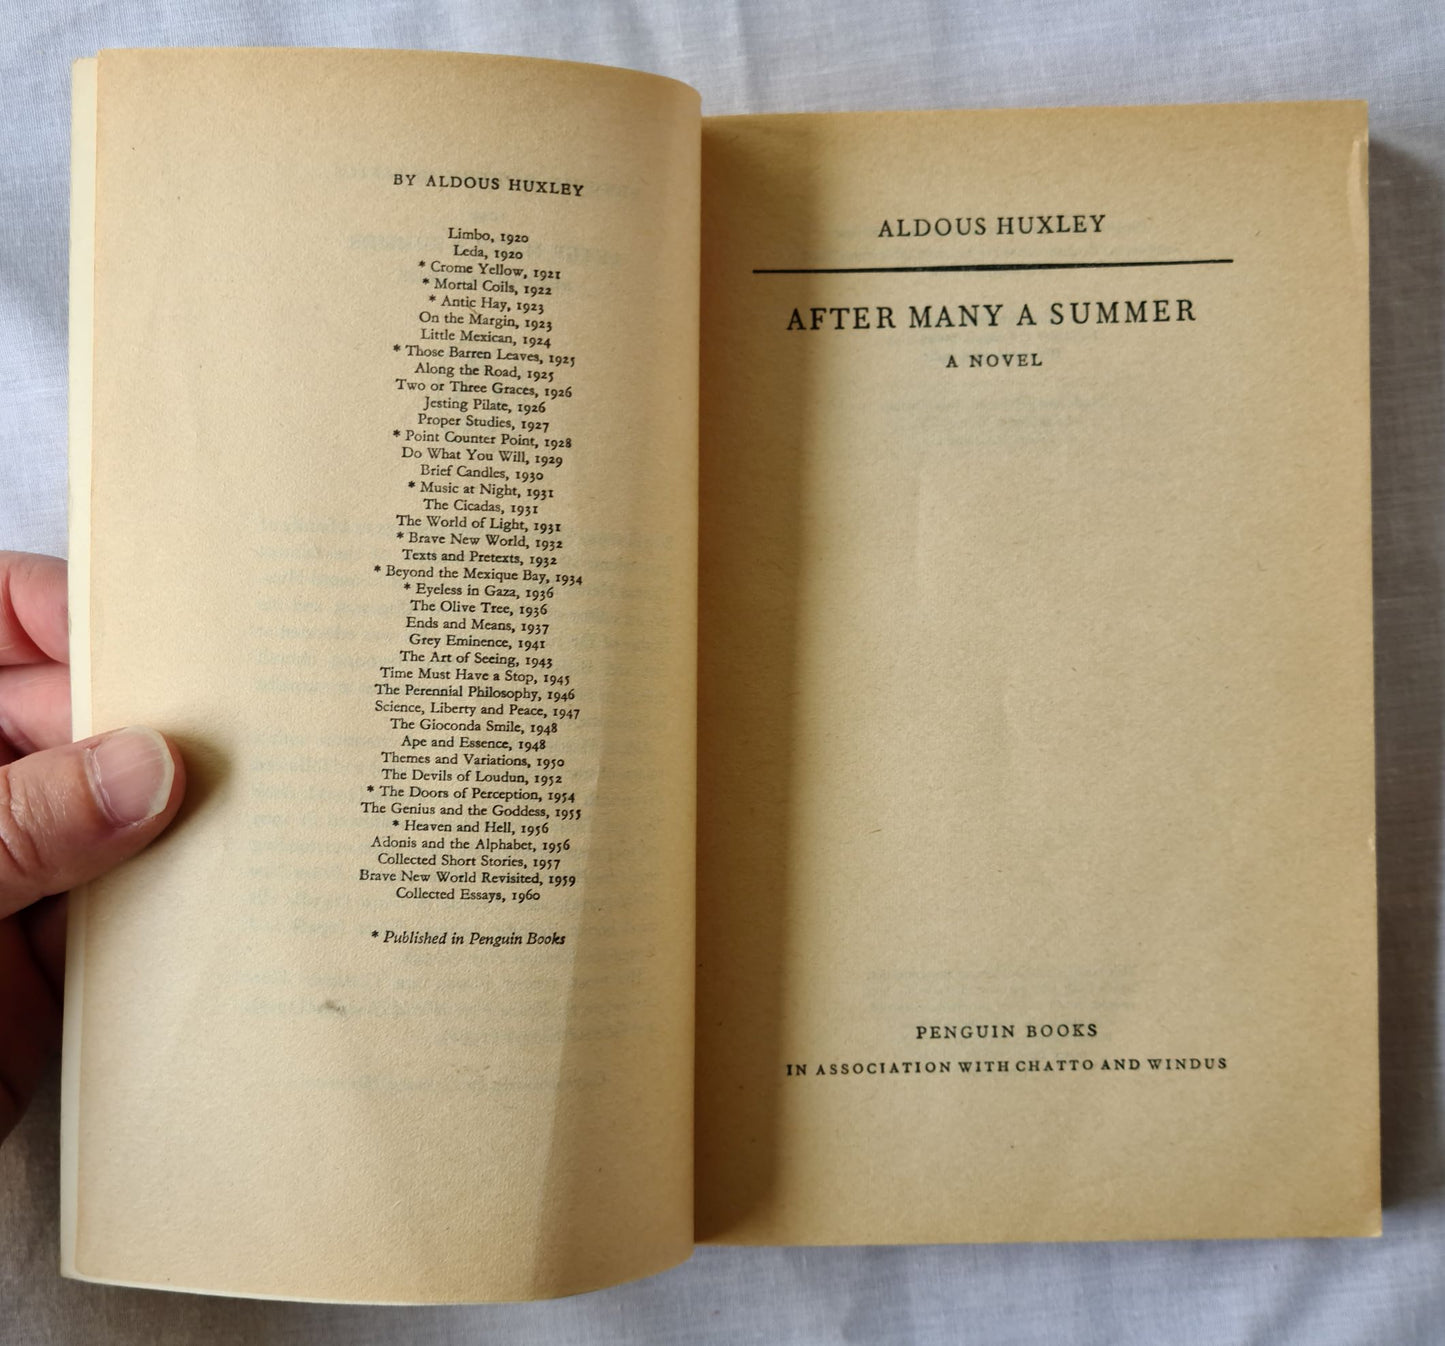 BY ALDOUS HUXLEY
Limbo, 1920
Leda, 1920
* Crome Yellow, 1921
* Mortal Coils, 1922
* Antic Hay, 1923
On the Margin, 1923
Little Mexican, 1924
* Those Barren Leaves, 1925
Along the Road, 1925
Two or Three Graces, 1926
Jesting Pilate, 1926
Proper Studies, 1927
* Point Counter Point, 1928
Do What You Will, 1929
Brief Candles, 1930
* Music at Night, 1931
The Cicadas, 1931
The World of Light, 1931
* Brave New World, 1932
Texts and Pretexts, 1932
* Beyond the Mexique Bay, 1934
* Eyeless in Gaza, 1936
The Olive Tree, 1936
Ends and Means, 1937
Grey Eminence, 1941
The Art of Seeing, 1943
Time Must Have a Stop, 1945
The Perennial Philosophy, 1946
Science, Liberty and Peace, 1947
The Gioconda Smile, 1948
Ape and Essence, 1948
Themes and Variations, 1950
The Devils of Loudun, 1952
* The Doors of Perception, 1954
The Genius and the Goddess, 1955
* Heaven and Hell, 1956
Adonis and the Alphabet, 1956
Collected Short Stories, 1957
Brave New World Revisited, 1959
Collected Essays, 1960
* Published in Penguin Books
ALDOUS HUXLEY
AFTER MANY A SUMMER
A NOVEL
PENGUIN BOOKS
IN ASSOCIATION WITH CHATTO AND WINDUS